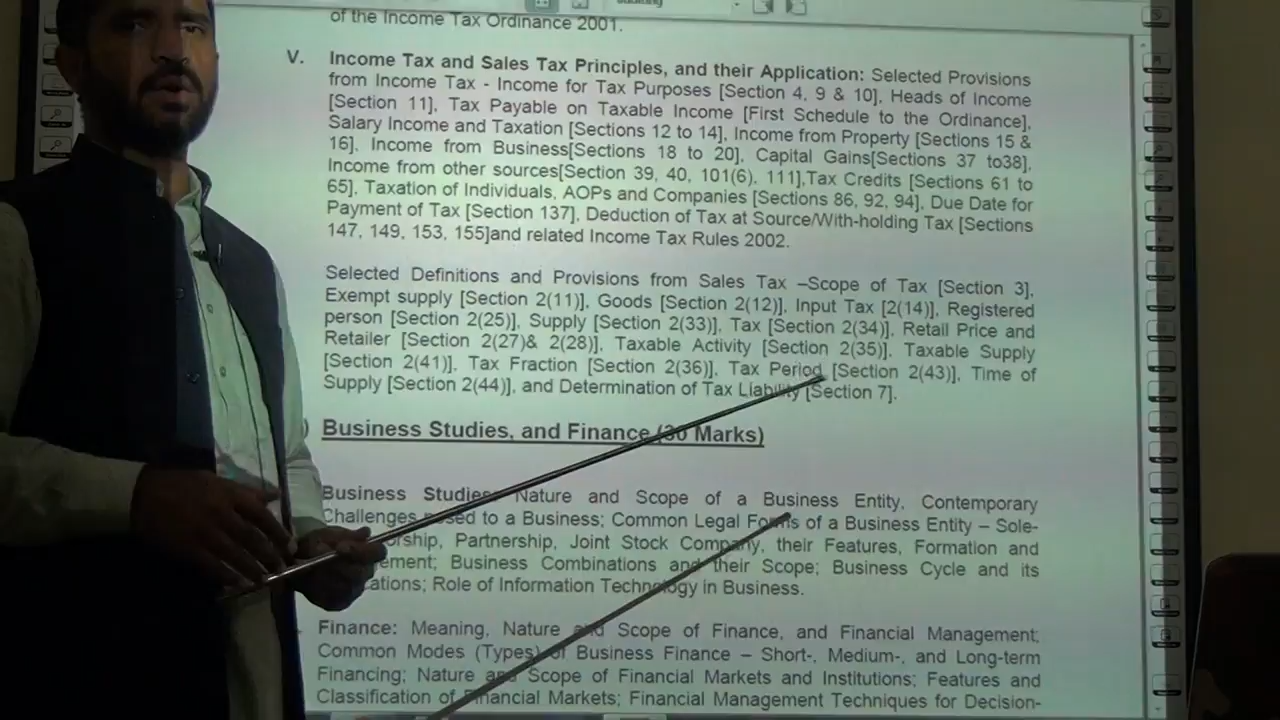 of the Income Tax Ordinance 2001.
V. Income Tax and Sales Tax Principles, and their Application: Selected Provisions
from Income Tax - Income for Tax Purposes [Section 4, 9 & 10], Heads of Income
[Section 11], Tax Payable on Taxable Income [First Schedule to the Ordinance],
Salary Income and Taxation [Sections 12 to 14], Income from Property [Sections 15 &
16], Income from Business[Sections 18 to 20], Capital Gains[Sections 37 to38],
Income from other sources[Section 39, 40, 101(6), 111],Tax Credits [Sections 61 to
65], Taxation of Individuals, AOPs and Companies [Sections 86, 92, 94], Due Date for
Payment of Tax [Section 137], Deduction of Tax at Source/With-holding Tax [Sections
147, 149, 153, 155]and related Income Tax Rules 2002.
Selected Definitions and Provisions from Sales Tax –Scope of Tax [Section 3],
Exempt supply [Section 2(11)], Goods [Section 2(12)], Input Tax [2(14)], Registered
person [Section 2(25)], Supply [Section 2(33)], Tax [Section 2(34)], Retail Price and
Retailer [Section 2(27)& 2(28)], Taxable Activity [Section 2(35)], Taxable Supply
[Section 2(41)], Tax Fraction [Section 2(36)], Tax Period [Section 2(43)], Time of
Supply [Section 2(44)], and Determination of Tax Liability [Section 7].
) Business Studies, and Finance (30 Marks)
Business Studies: Nature and Scope of a Business Entity, Contemporary
Challenges posed to a Business; Common Legal Forms of a Business Entity – Sole-
orship, Partnership, Joint Stock Company, their Features, Formation and
ement; Business Combinations and their Scope; Business Cycle and its
cations; Role of Information Technology in Business.
Finance: Meaning, Nature and Scope of Finance, and Financial Management;
Common Modes (Types) of Business Finance – Short-, Medium-, and Long-term
Financing; Nature and Scope of Financial Markets and Institutions; Features and
Classification of Financial Markets; Financial Management Techniques for Decision-